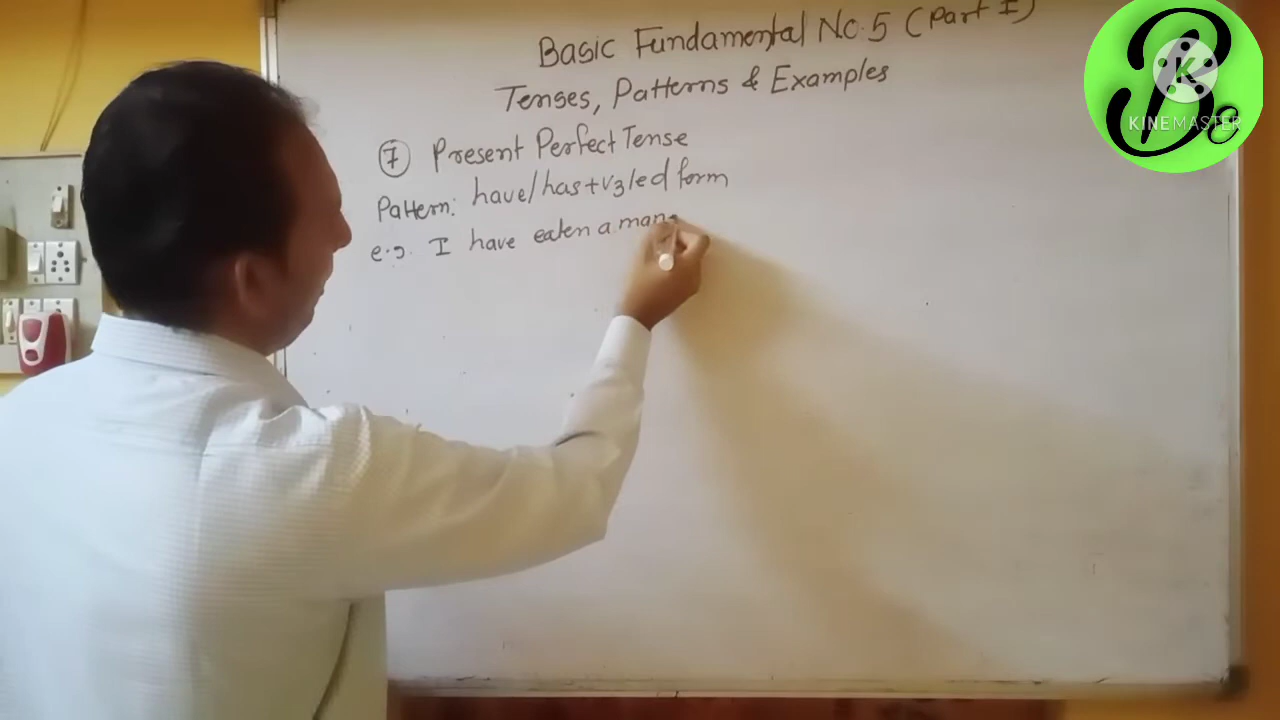 Basic Fundamental No.5 (Part I)
Tenses, Patterns & Examples
7 Present Perfect Tense
Pattern: have/has+v3/ed form
e.g. I have eaten a man
B
K
KINEMASTER